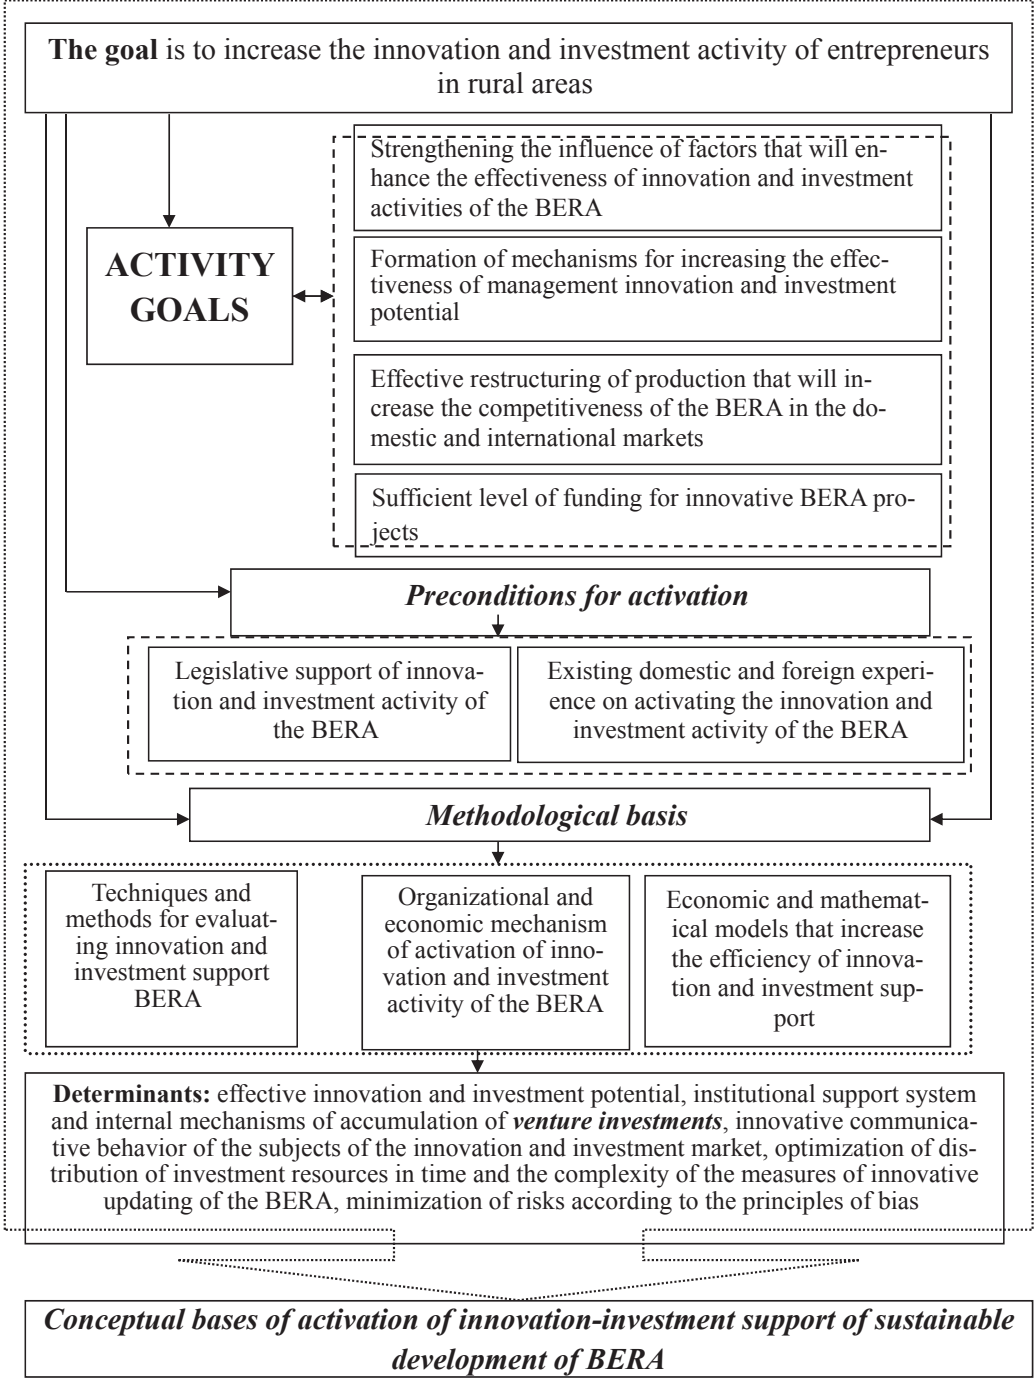 The goal is to increase the innovation and investment activity of entrepreneurs
in rural areas
ACTIVITY
GOALS
Strengthening the influence of factors that will en-
hance the effectiveness of innovation and investment
activities of the BERA
Formation of mechanisms for increasing the effec-
tiveness of management innovation and investment
potential
Effective restructuring of production that will in-
crease the competitiveness of the BERA in the do-
mestic and international markets
Sufficient level of funding for innovative BERA pro-
jects
Preconditions for activation
Legislative support of innova-
tion and investment activity of
the BERA
Existing domestic and foreign experi-
ence on activating the innovation and
investment activity of the BERA
Methodological basis
Techniques and
methods for evaluat-
ing innovation and
investment support
BERA
Organizational and
economic mechanism
of activation of inno-
vation and investment
activity of the BERA
Economic and mathemat-
ical models that increase
the efficiency of innova-
tion and investment sup-
port
Determinants: effective innovation and investment potential, institutional support system
and internal mechanisms of accumulation of venture investments, innovative communica-
tive behavior of the subjects of the innovation and investment market, optimization of dis-
tribution of investment resources in time and the complexity of the measures of innovative
updating of the BERA, minimization of risks according to the principles of bias
Conceptual bases of activation of innovation-investment support of sustainable
development of BERA